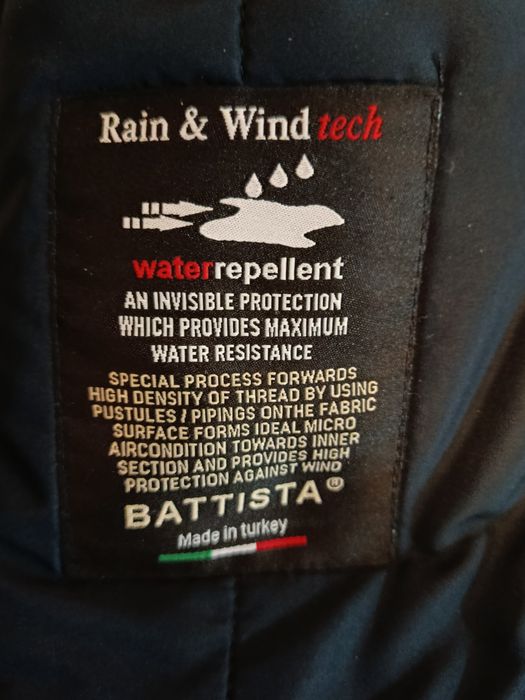 Rain & Wind tech
waterrepellent
AN INVISIBLE PROTECTION
WHICH PROVIDES MAXIMUM
WATER RESISTANCE
SPECIAL PROCESS FORWARDS
HIGH DENSITY OF THREAD BY USING
PUSTULES / PIPINGS ONTHE FABRIC
SURFACE FORMS IDEAL MICRO
AIRCONDITION TOWARDS INNER
SECTION AND PROVIDES HIGH
PROTECTION AGAINST WIND
BATTISTA®
Made in turkey